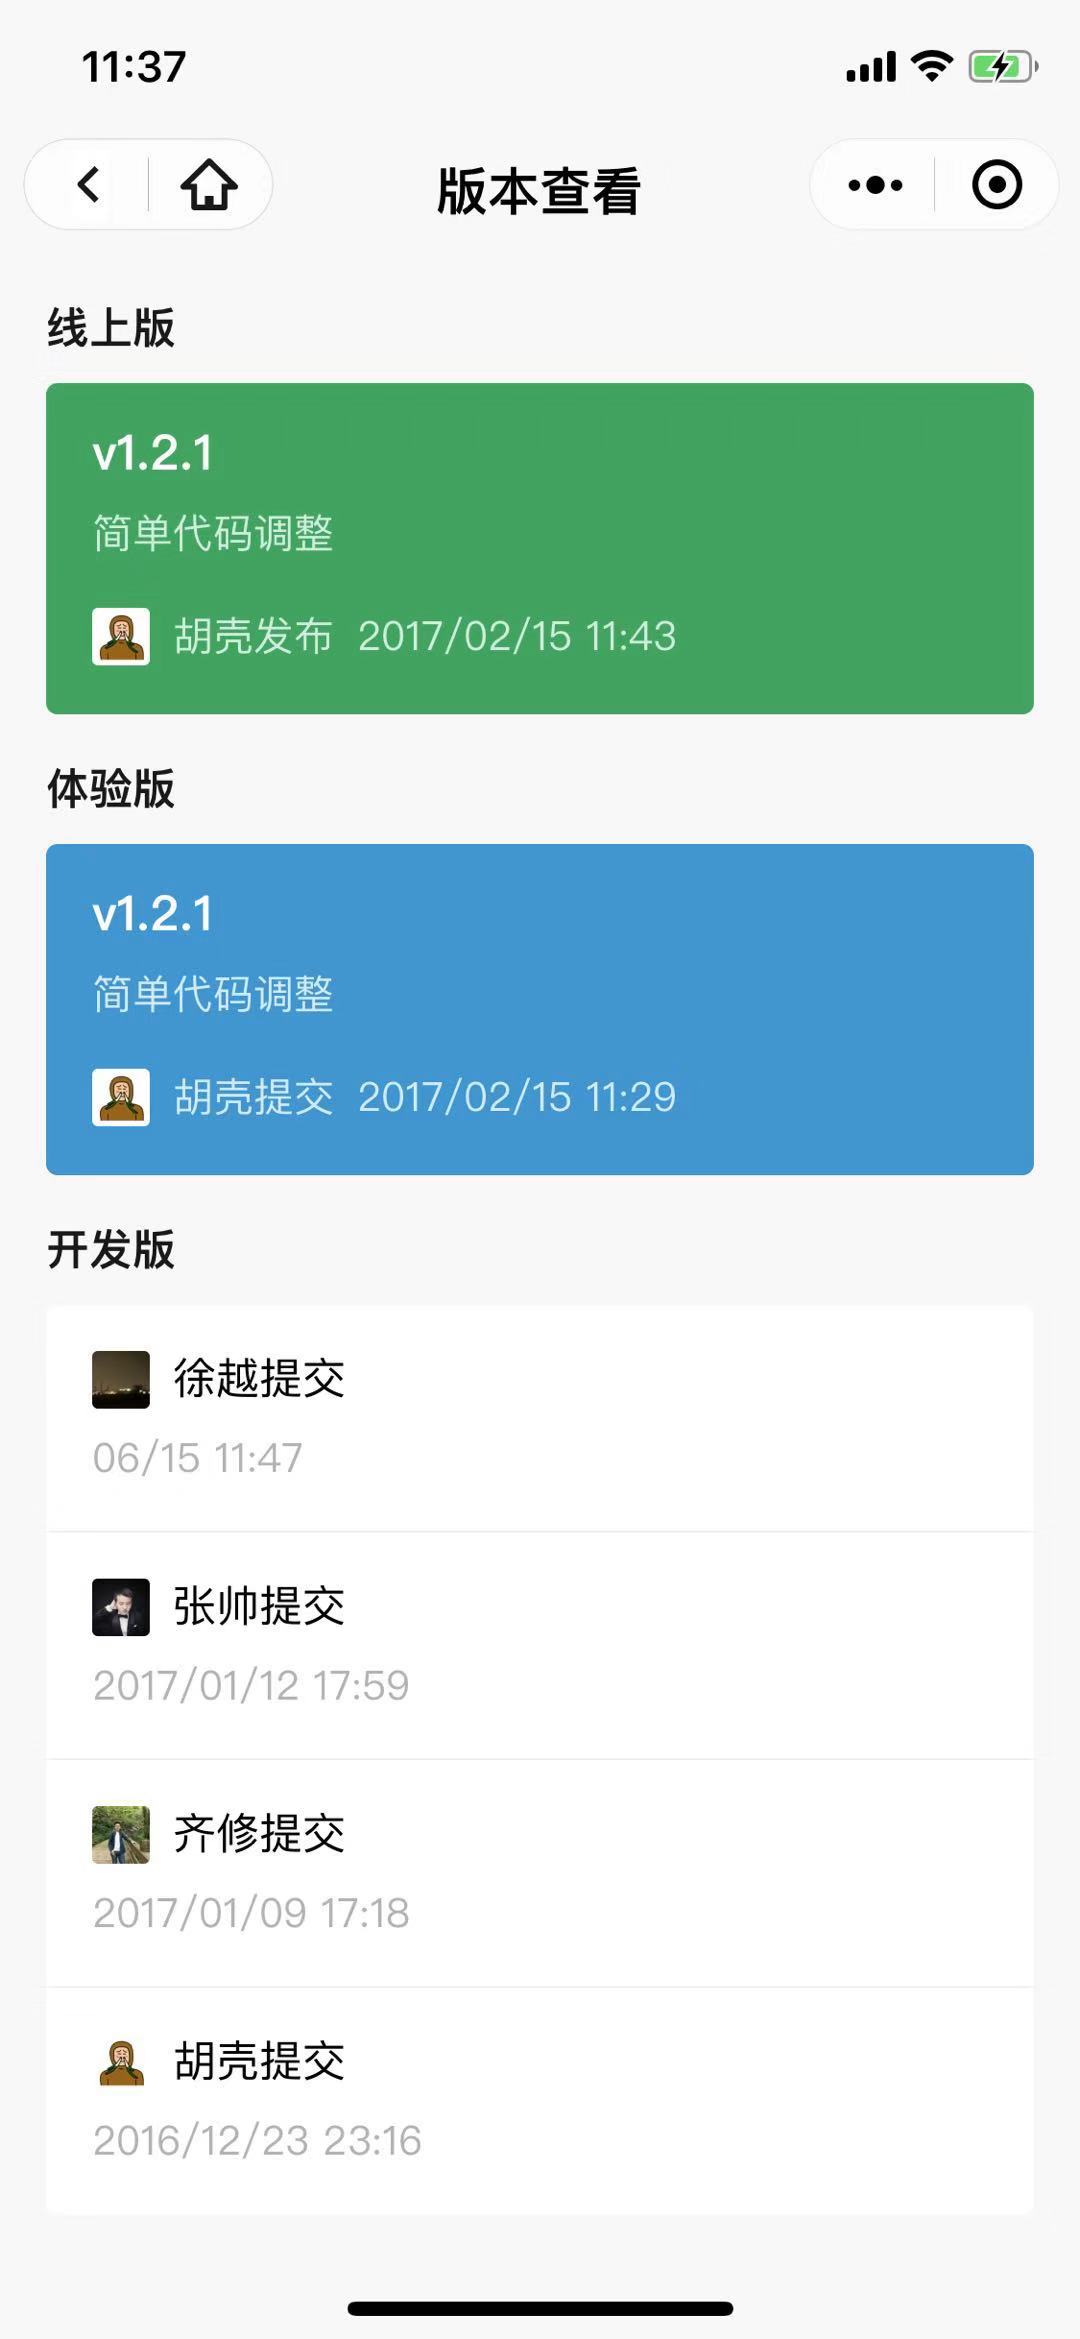 11:37
版本查看
线上版
v1.2.1
简单代码调整
胡壳发布 2017/02/15 11:43
体验版
v1.2.1
简单代码调整
胡壳提交 2017/02/15 11:29
开发版
徐越提交
06/15 11:47
张帅提交
2017/01/12 17:59
齐修提交
2017/01/09 17:18
胡壳提交
2016/12/23 23:16